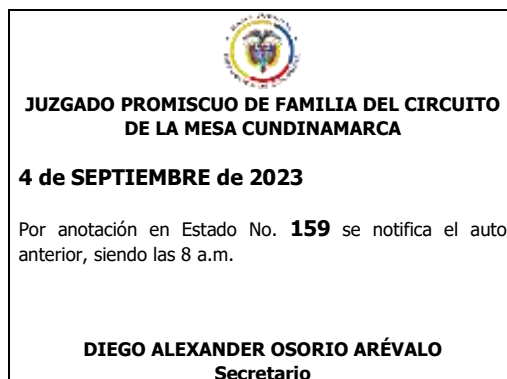 JUZGADO PROMISCUO DE FAMILIA DEL CIRCUITO
DE LA MESA CUNDINAMARCA
4 de SEPTIEMBRE de 2023
Por anotación en Estado No. 159 se notifica el auto
anterior, siendo las 8 a.m.
DIEGO ALEXANDER OSORIO ARÉVALO
Secretario